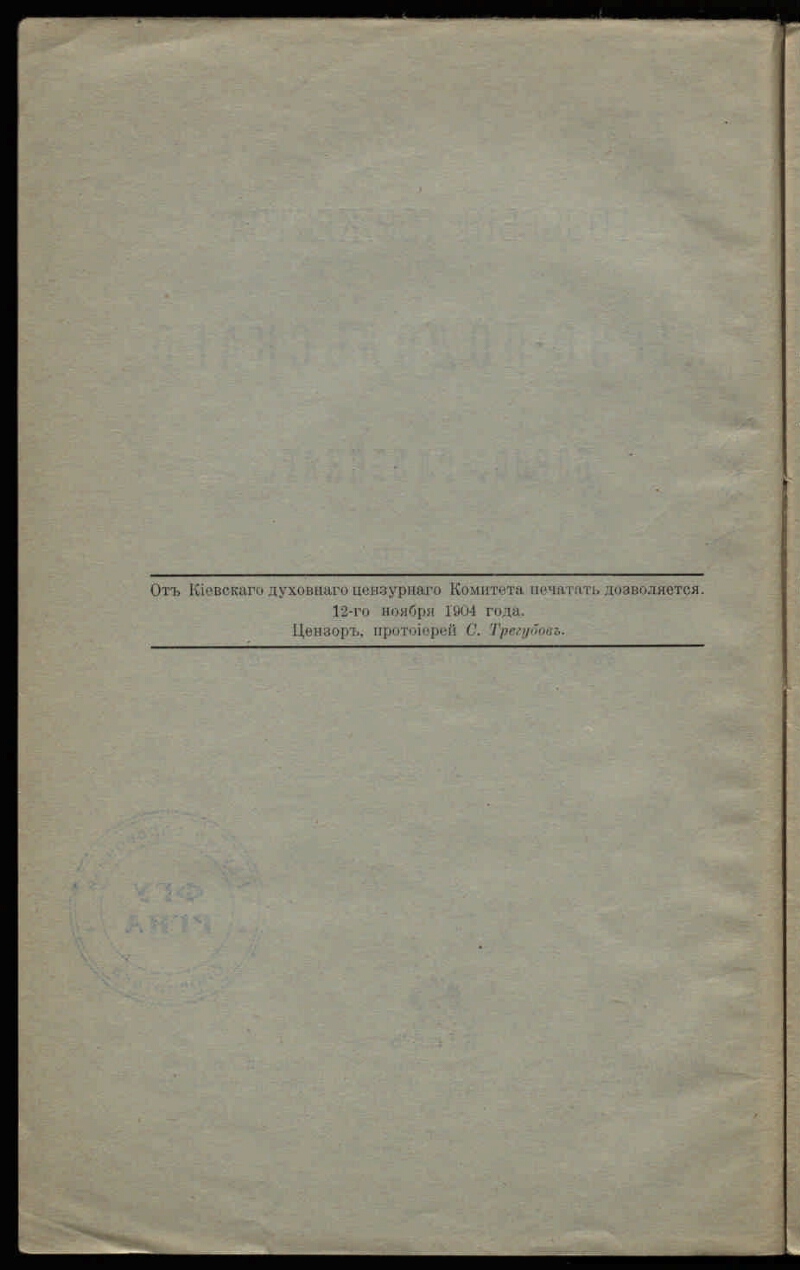 Отъ Кіевскаго духовнаго цензурнаго Комитета печатать дозволяется.
12-го ноября 1904 года.
Цензоръ, протоіерей С. Трегубовъ.